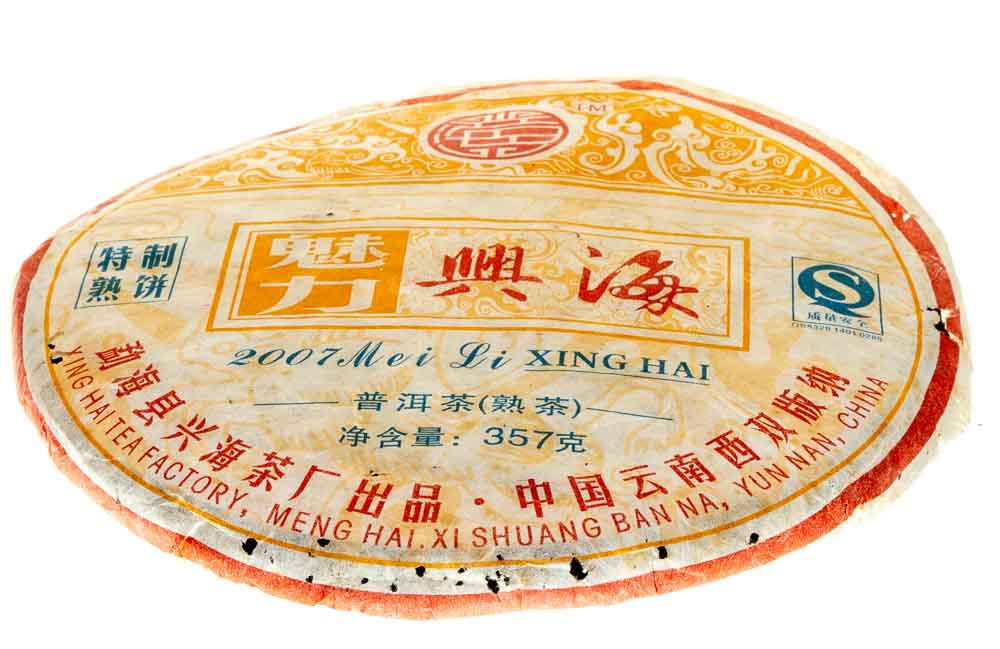 TM
魅力 興海
特制
熟饼
质量安全
2007 Mei Li XING HAI
普洱茶(熟茶)
净含量：357克
勐海县兴海茶厂出品·中国云南西双版纳
XING HAI TEA FACTORY, MENG HAI. XI SHUANG BAN NA, YUN NAN, CHINA